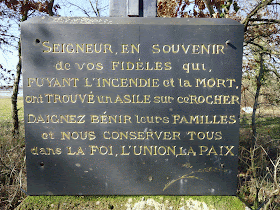 SEIGNEUR, EN SOUVENIR
de vos FIDÈLES qui,
FUYANT L'INCENDIE et la MORT,
ont TROUVÉ un ASILE sur ce ROCHER
DAIGNEZ BÉNIR leurs FAMILLES
et NOUS CONSERVER TOUS
dans LA FOI, L'UNION, LA PAIX